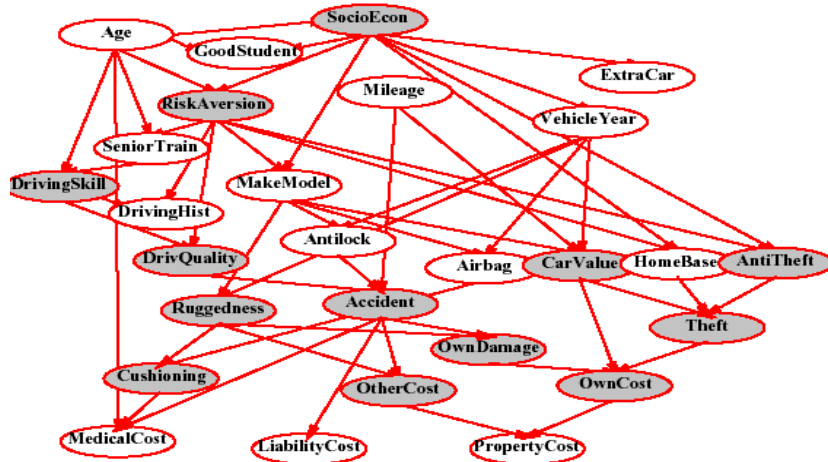 SocioEcon
Age
GoodStudent
ExtraCar
Mileage
RiskAversion
VehicleYear
SeniorTrain
DrivingSkill
MakeModel
DrivingHist
Antilock
DrivQuality
Airbag
CarValue
HomeBase
AntiTheft
Ruggedness
Accident
Theft
OwnDamage
Cushioning
OtherCost
OwnCost
MedicalCost
LiabilityCost
PropertyCost